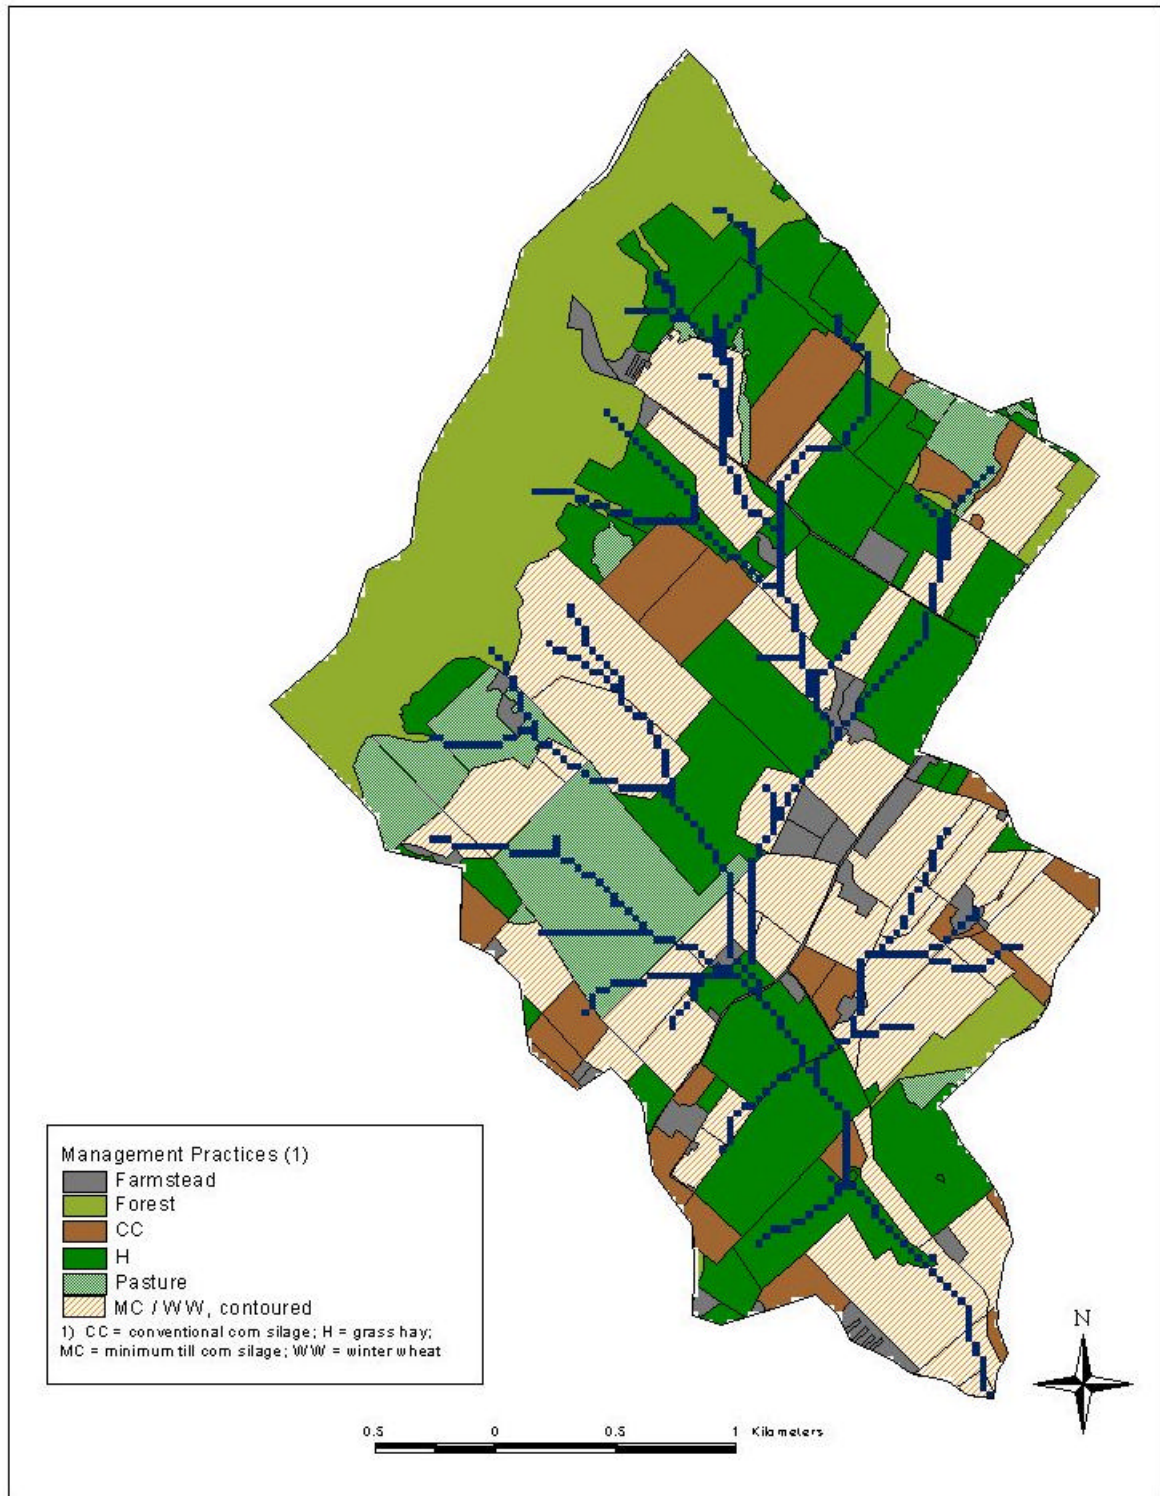 Management Practices (1)
Farmstead
Forest
CC
H
Pasture
MC / WW, contoured
1) CC = conventional corn silage; H = grass hay;
MC = minimum till corn silage; WW = winter wheat
N
0.5 0 0.5 1 Kilometers